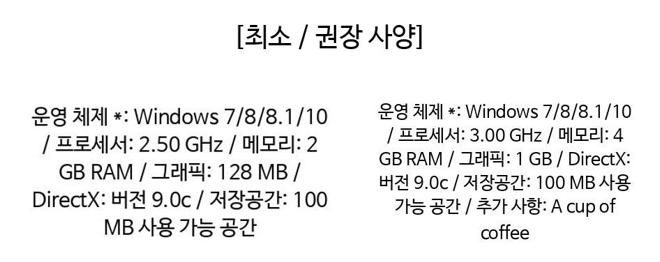 [최소 / 권장 사양]
운영 체제 *: Windows 7/8/8.1/10
/ 프로세서: 2.50 GHz / 메모리: 2
GB RAM / 그래픽: 128 MB /
DirectX: 버전 9.0c / 저장공간: 100
MB 사용 가능 공간
운영 체제 *: Windows 7/8/8.1/10
/ 프로세서: 3.00 GHz / 메모리: 4
GB RAM / 그래픽: 1 GB / DirectX:
버전 9.0c / 저장공간: 100 MB 사용
가능 공간 / 추가 사항: A cup of
coffee